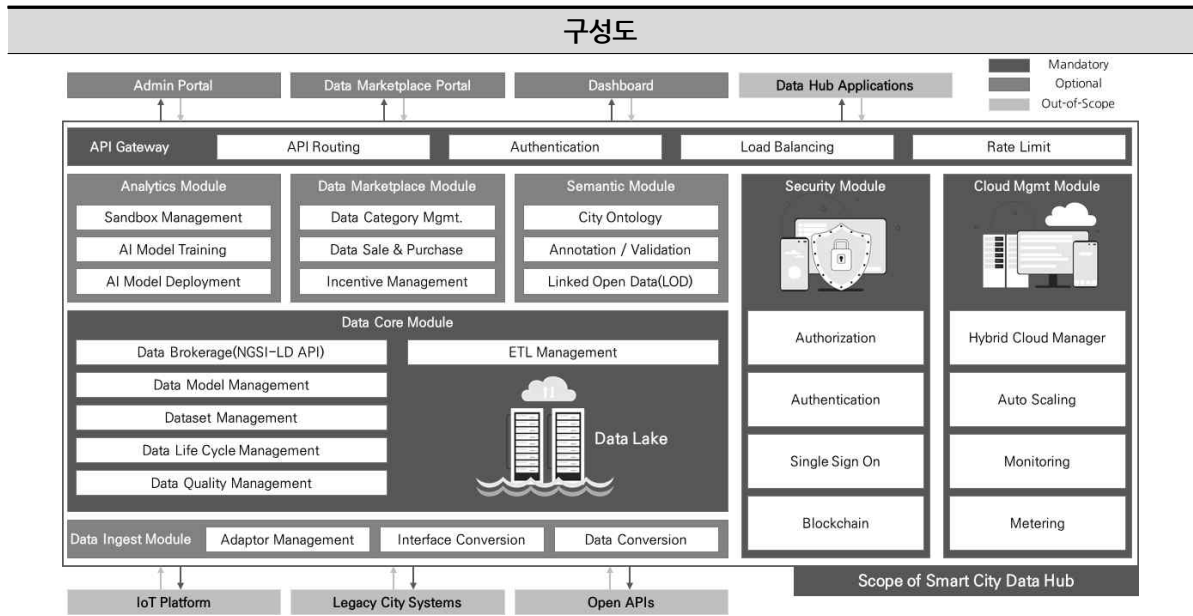 구성도
Mandatory
Optional
Out-of-Scope
Admin Portal
Data Marketplace Portal
Dashboard
Data Hub Applications
API Gateway
API Routing
Authentication
Load Balancing
Rate Limit
Analytics Module
Sandbox Management
AI Model Training
AI Model Deployment
Data Marketplace Module
Data Category Mgmt.
Data Sale & Purchase
Incentive Management
Semantic Module
City Ontology
Annotation / Validation
Linked Open Data(LOD)
Security Module
Authorization
Authentication
Single Sign On
Blockchain
Cloud Mgmt Module
Hybrid Cloud Manager
Auto Scaling
Monitoring
Metering
Data Core Module
Data Brokerage(NGSI-LD API)
Data Model Management
Dataset Management
Data Life Cycle Management
Data Quality Management
ETL Management
Data Lake
Data Ingest Module
Adaptor Management
Interface Conversion
Data Conversion
Scope of Smart City Data Hub
IoT Platform
Legacy City Systems
Open APIs